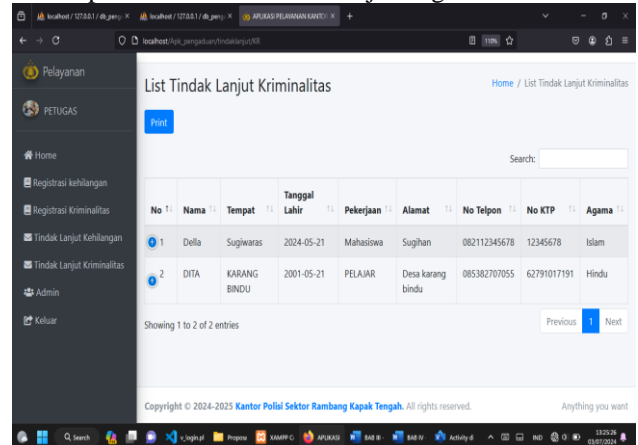 localhost / 127.0.0.1 / db_peng
localhost / 127.0.0.1 / db_peng
APLIKASI PELAYANAN KANTO
localhost/Apk_pengaduan/tindaklanjut/KR
110%
Pelayanan
PETUGAS
Home
Registrasi kehilangan
Registrasi Kriminalitas
Tindak Lanjut Kehilangan
Tindak Lanjut Kriminalitas
Admin
Keluar
List Tindak Lanjut Kriminalitas
Home / List Tindak Lanjut Kriminalitas
Print
Search:
No Nama Tempat Tanggal Lahir Pekerjaan Alamat No Telpon No KTP Agama
1 Della Sugiwaras 2024-05-21 Mahasiswa Sugihan 082112345678 12345678 Islam
2 DITA KARANG BINDU 2001-05-21 PELAJAR Desa karang bindu 085382707055 62791017191 Hindu
Showing 1 to 2 of 2 entries
Previous 1 Next
Copyright © 2024-2025 Kantor Polisi Sektor Rambang Kapak Tengah. All rights reserved.
Anything you want
Search
v_login.pl
Propose
XAMPP C
APLIKASI
BAB III -
BAB IV -
Activity d
IND
13:25:26
03/07/2024